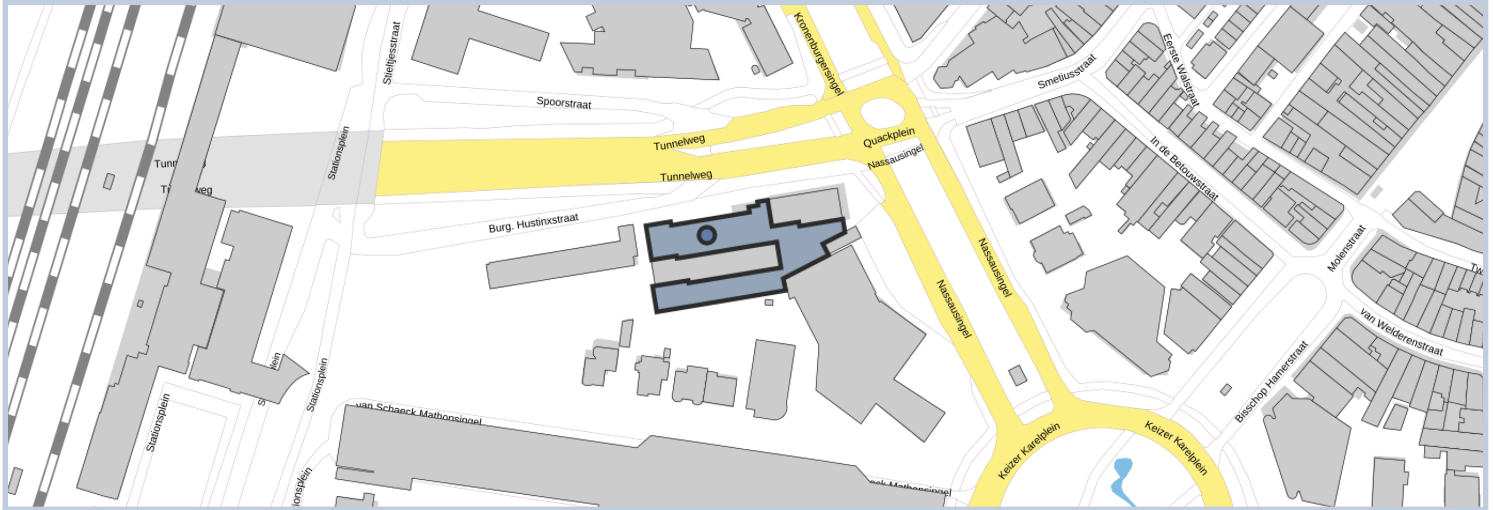 Kronenburgersingel
Stieltjesstraat
Eerste Walstraat
Smetiusstraat
Spoorstraat
Tunnelweg
Quackplein
Stationsplein
Nassausingel
In de Betouwstraat
Tunnelweg
Burg. Hustinxstraat
Molenstraat
Nassausingel
Nassausingel
van Welderenstraat
Bisschop Hamerstraat
Stationsplein
Stationsplein
van Schaeck Mathonsingel
Keizer Karelplein
Keizer Karelplein